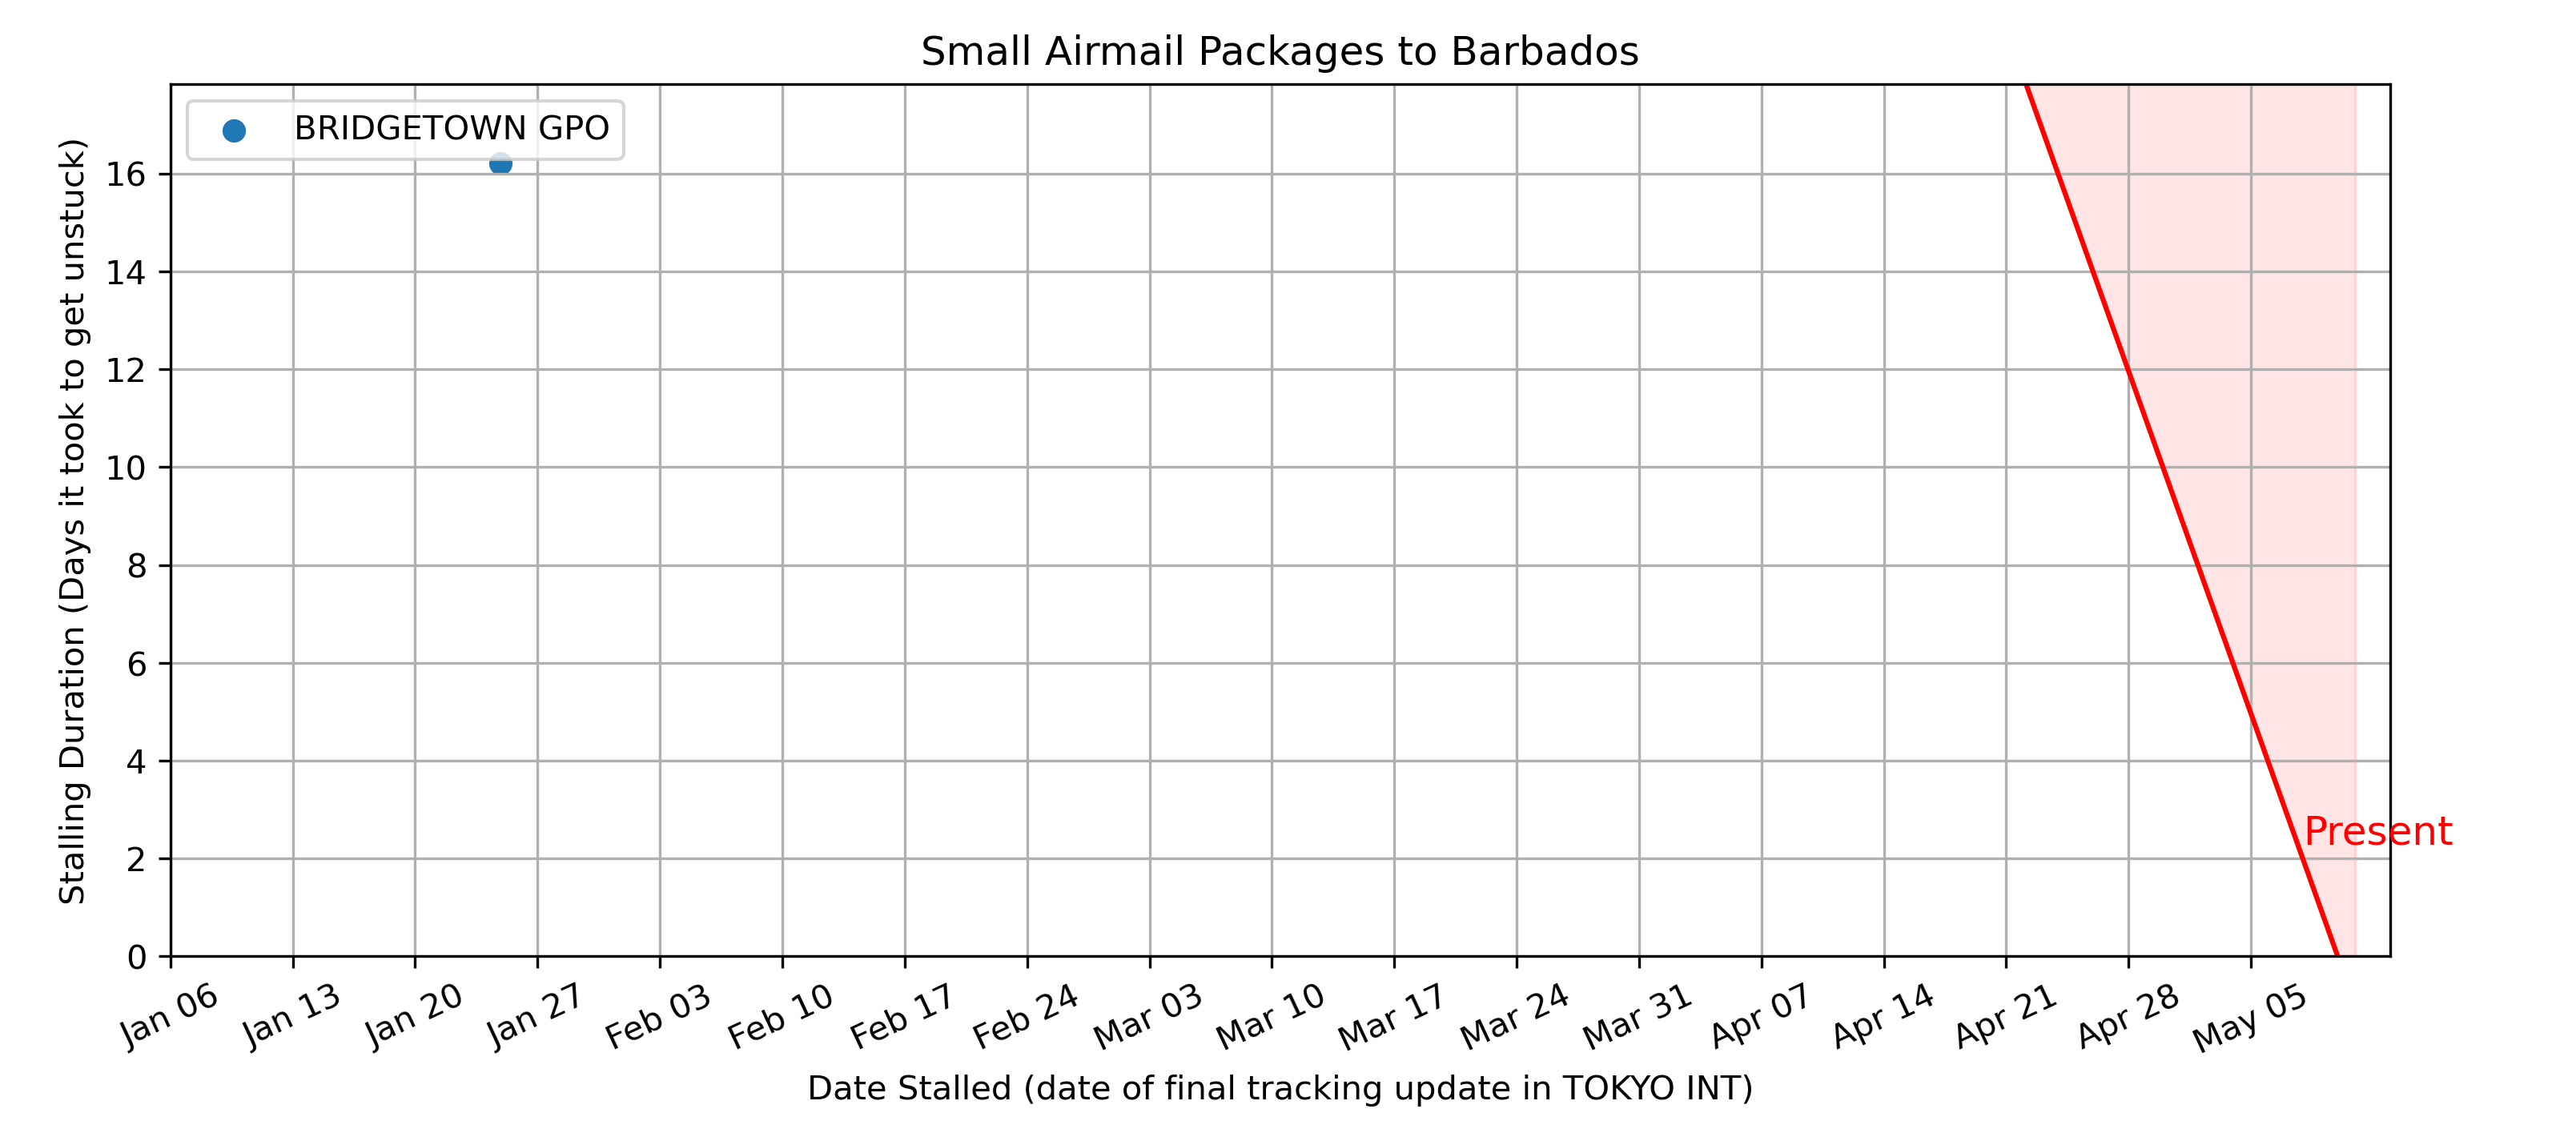 Small Airmail Packages to Barbados
BRIDGETOWN GPO
Stalling Duration (Days it took to get unstuck)
16
14
12
10
8
6
4
2
0
Present
Jan 06
Jan 13
Jan 20
Jan 27
Feb 03
Feb 10
Feb 17
Feb 24
Mar 03
Mar 10
Mar 17
Mar 24
Mar 31
Apr 07
Apr 14
Apr 21
Apr 28
May 05
Date Stalled (date of final tracking update in TOKYO INT)